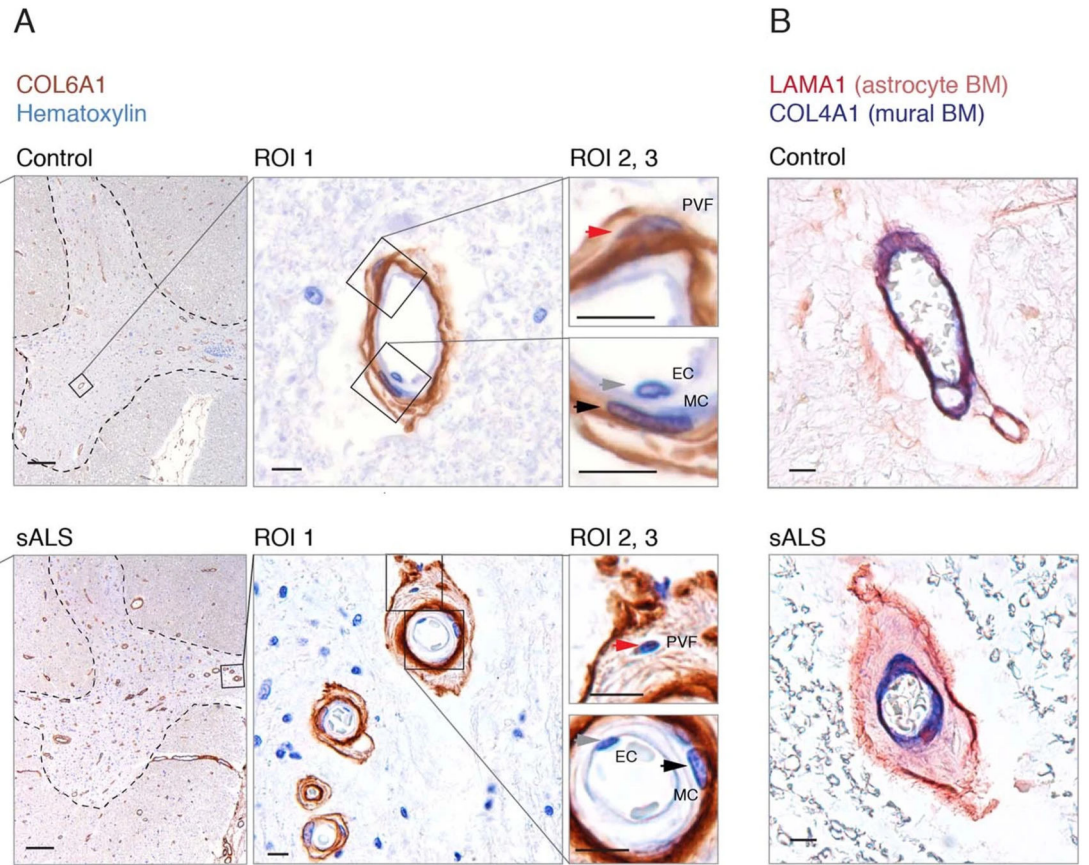 A
B
COL6A1
Hematoxylin
LAMA1 (astrocyte BM)
COL4A1 (mural BM)
Control
ROI 1
ROI 2, 3
Control
PVF
EC
MC
sALS
ROI 1
ROI 2, 3
sALS
PVF
EC
MC